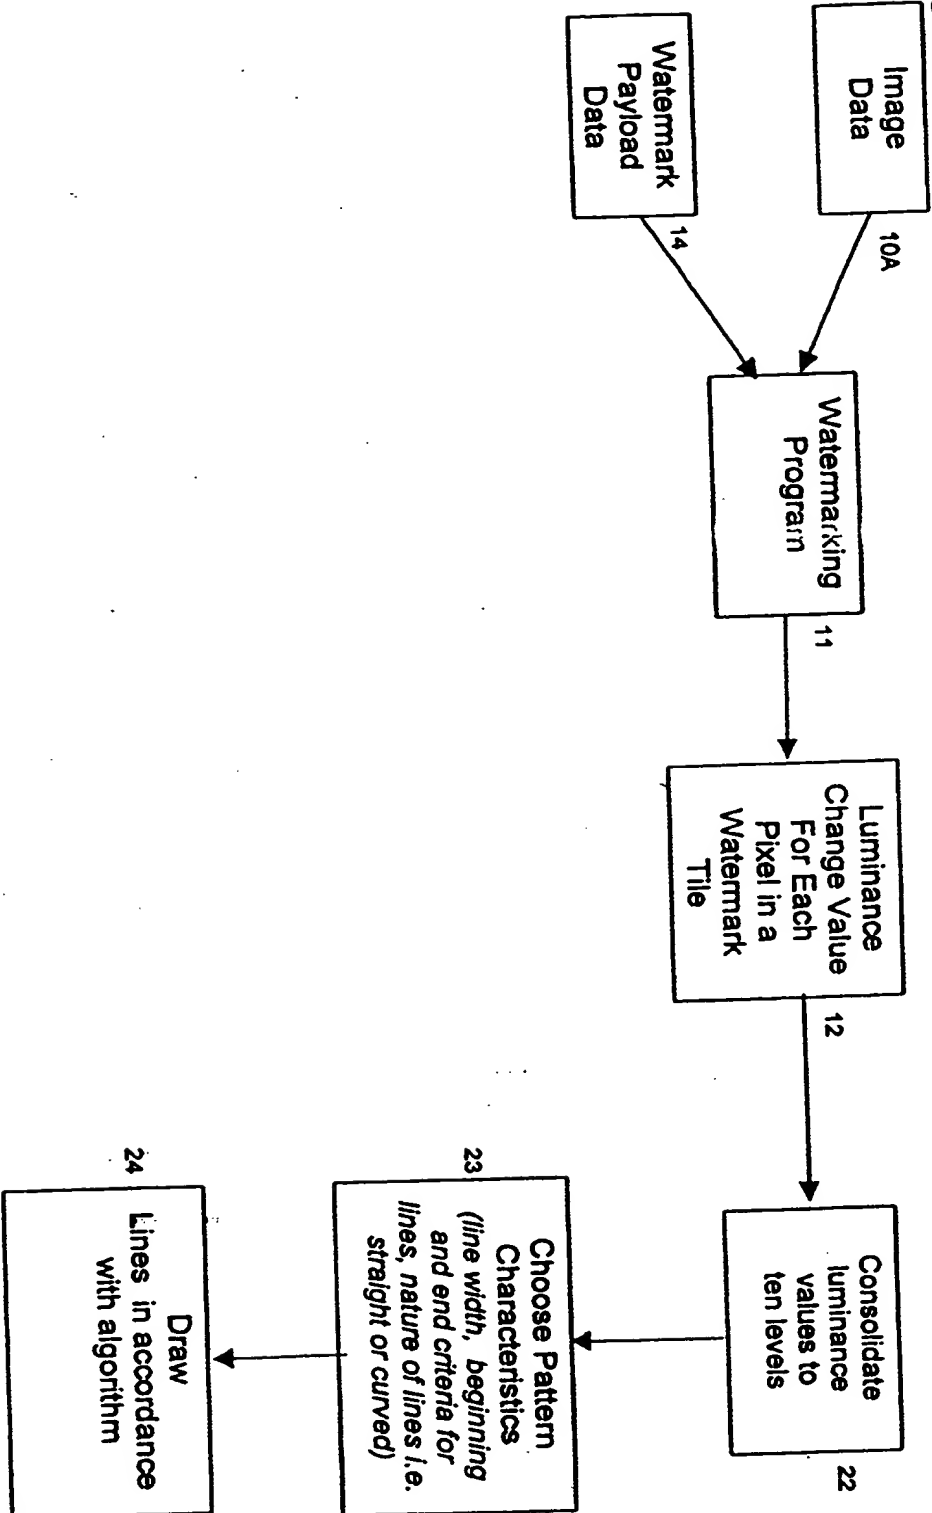 Image
Data
10A
Watermark
Payload
Data
14
Watermarking
Program
11
Luminance
Change Value
For Each
Pixel in a
Watermark
Tile
12
Consolidate
luminance
values to
ten levels
22
23
Choose Pattern
Characteristics
(line width, beginning
and end criteria for
lines, nature of lines i.e.
straight or curved)
24
Draw
Lines in accordance
with algorithm